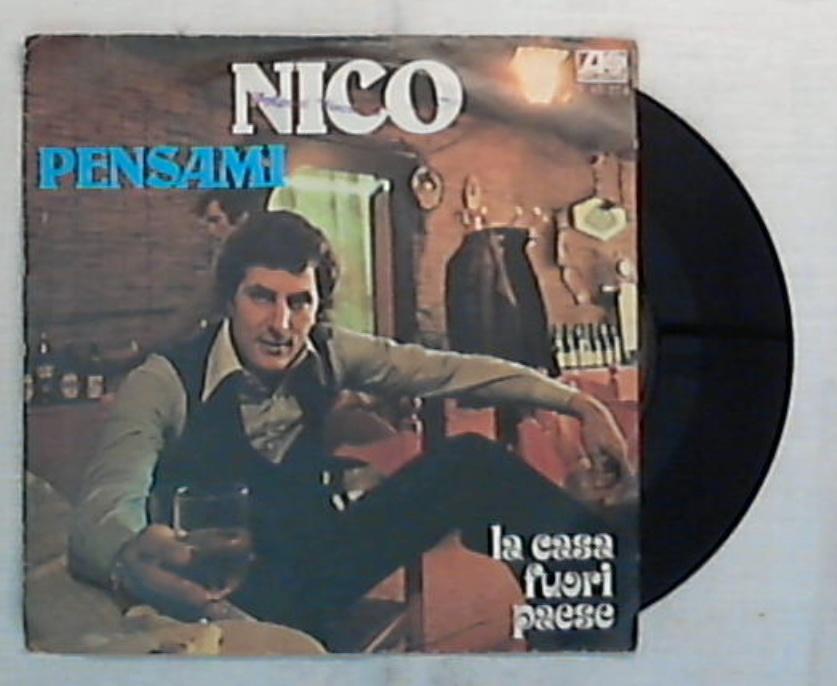 NICO
PENSAMI
la casa
fuori
paese